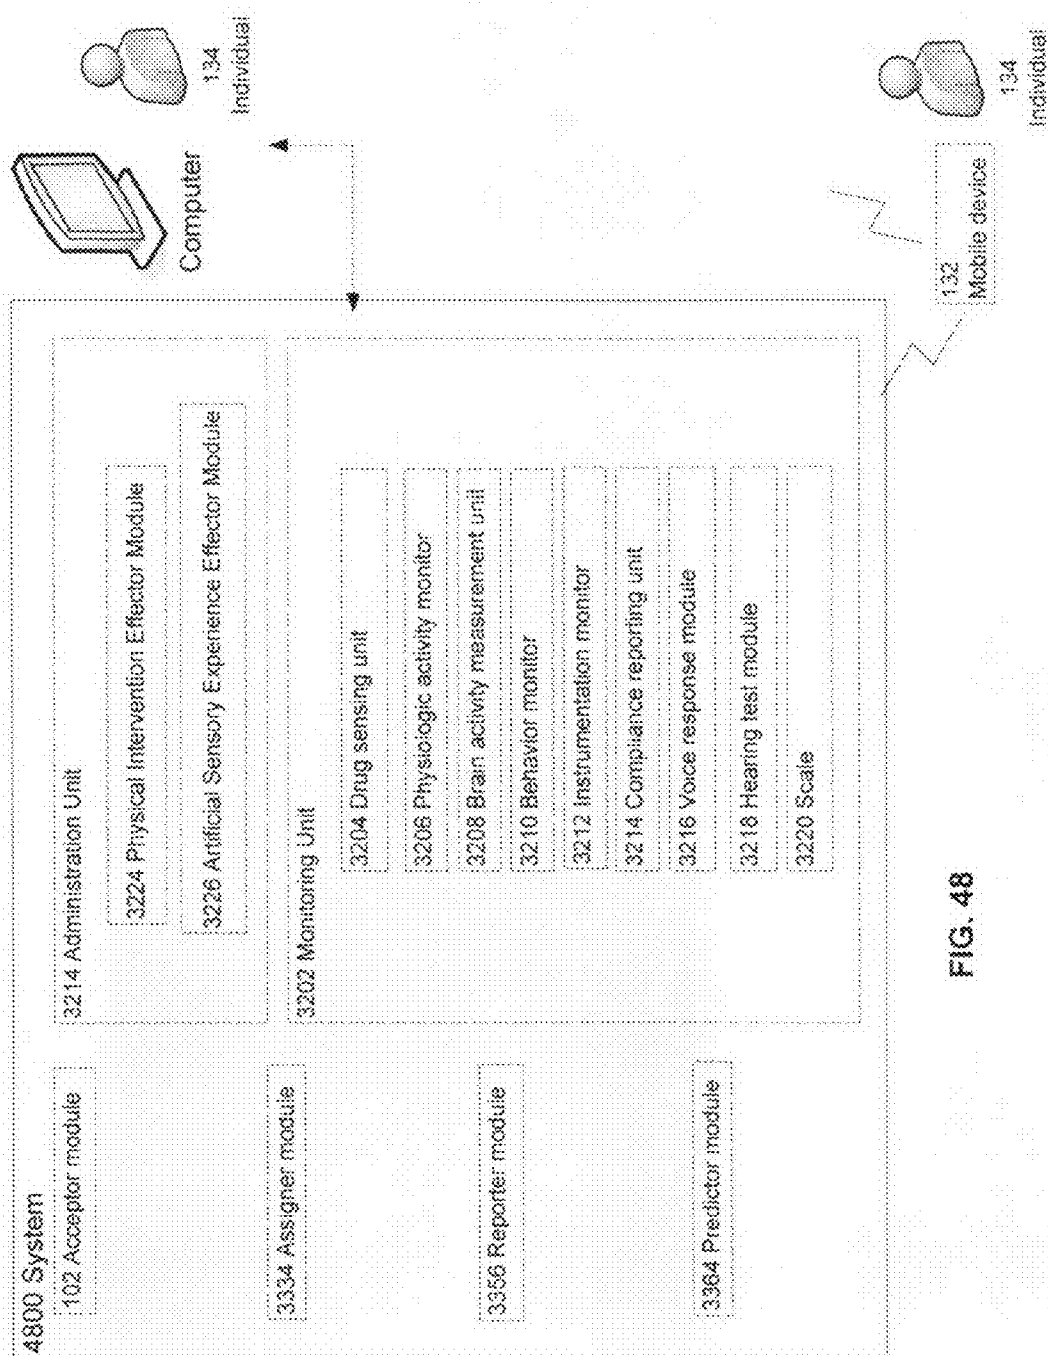 4800 System
102 Acceptor module
3334 Assigner module
3356 Reporter module
3364 Predictor module
3214 Administration Unit
3224 Physical Intervention Effector Module
3226 Artificial Sensory Experience Effector Module
3202 Monitoring Unit
3204 Drug sensing unit
3206 Physiologic activity monitor
3208 Brain activity measurement unit
3210 Behavior monitor
3212 Instrumentation monitor
3214 Compliance reporting unit
3216 Voice response module
3218 Hearing test module
3220 Scale
Computer
134
Individual
132
Mobile device
134
Individual
FIG. 48